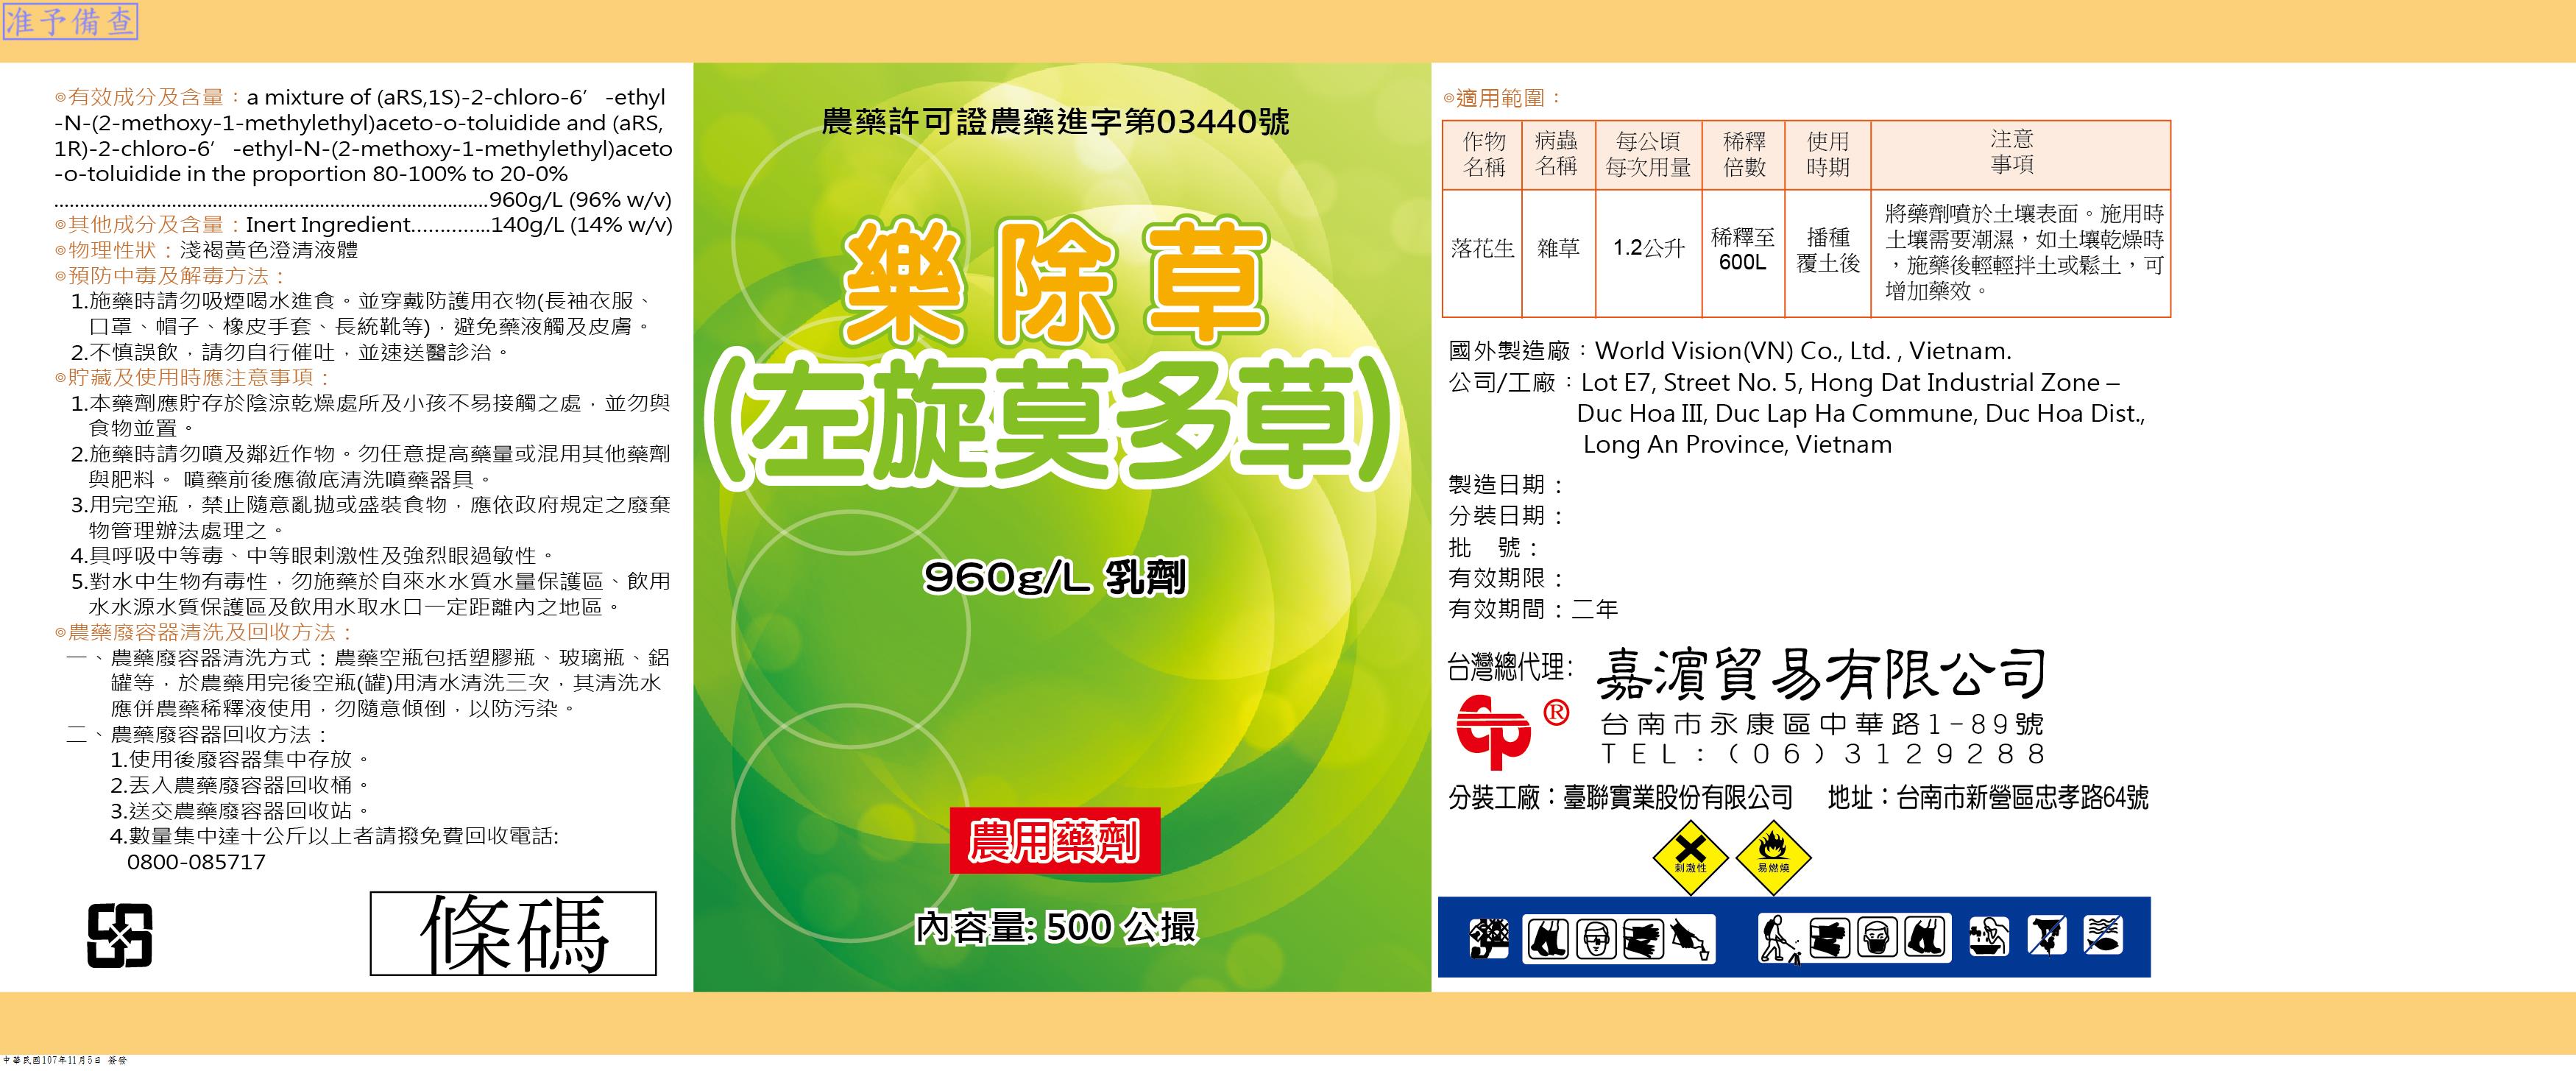 准予備查
◎有效成分及含量：a mixture of (aRS,1S)-2-chloro-6′-ethyl
-N-(2-methoxy-1-methylethyl)aceto-o-toluidide and (aRS,
1R)-2-chloro-6′-ethyl-N-(2-methoxy-1-methylethyl)aceto
-o-toluidide in the proportion 80-100% to 20-0%
.....................................................................................960g/L (96% w/v)
◎其他成分及含量：Inert Ingredient.............140g/L (14% w/v)
◎物理性狀：淺褐黃色澄清液體
◎預防中毒及解毒方法：
1.施藥時請勿吸煙喝水進食。並穿戴防護用衣物(長袖衣服、
口罩、帽子、橡皮手套、長統靴等)，避免藥液觸及皮膚。
2.不慎誤飲，請勿自行催吐，並速送醫診治。
◎貯藏及使用時應注意事項：
1.本藥劑應貯存於陰涼乾燥處所及小孩不易接觸之處，並勿與
食物並置。
2.施藥時請勿噴及鄰近作物。勿任意提高藥量或混用其他藥劑
與肥料。 噴藥前後應徹底清洗噴藥器具。
3.用完空瓶，禁止隨意亂拋或盛裝食物，應依政府規定之廢棄
物管理辦法處理之。
4.具呼吸中等毒、中等眼刺激性及強烈眼過敏性。
5.對水中生物有毒性，勿施藥於自來水水質水量保護區、飲用
水水源水質保護區及飲用水取水口一定距離內之地區。
◎農藥廢容器清洗及回收方法：
一、農藥廢容器清洗方式：農藥空瓶包括塑膠瓶、玻璃瓶、鋁
罐等，於農藥用完後空瓶(罐)用清水清洗三次，其清洗水
應併農藥稀釋液使用，勿隨意傾倒，以防污染。
二、農藥廢容器回收方法：
1.使用後廢容器集中存放。
2.丟入農藥廢容器回收桶。
3.送交農藥廢容器回收站。
4.數量集中達十公斤以上者請撥免費回收電話:
0800-085717
條碼
農藥許可證農藥進字第03440號
樂除草
(左旋莫多草)
960g/L 乳劑
農用藥劑
內容量: 500 公撮
◎適用範圍：
作物名稱 病蟲名稱 每公頃每次用量 稀釋倍數 使用時期 注意事項
落花生 雜草 1.2公升 稀釋至600L 播種覆土後
將藥劑噴於土壤表面。施用時
土壤需要潮濕，如土壤乾燥時
，施藥後輕輕拌土或鬆土，可
增加藥效。
國外製造廠：World Vision(VN) Co., Ltd. , Vietnam.
公司/工廠：Lot E7, Street No. 5, Hong Dat Industrial Zone –
Duc Hoa III, Duc Lap Ha Commune, Duc Hoa Dist.,
Long An Province, Vietnam
製造日期：
分裝日期：
批　號：
有效期限：
有效期間：二年
台灣總代理: 嘉濵貿易有限公司
®
台南市永康區中華路1-89號
TEL:(06)3129288
分裝工廠：臺聯實業股份有限公司 地址：台南市新營區忠孝路64號
刺激性 易燃燒
中華民國107年11月5日 簽發